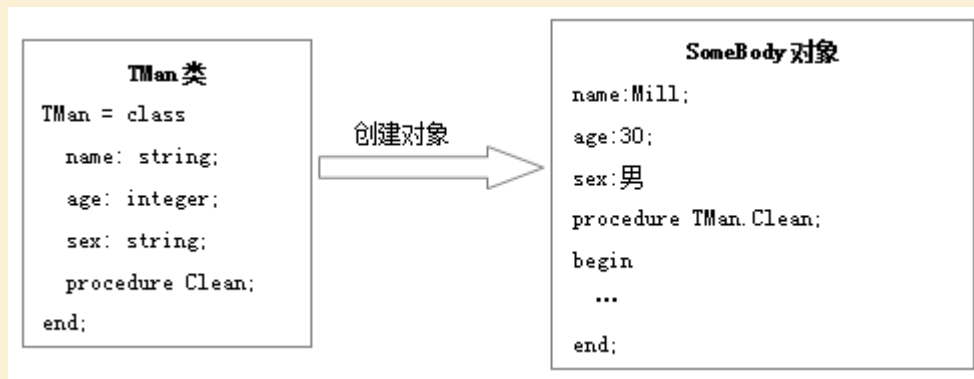 TMan类
TMan = class
name: string;
age: integer;
sex: string;
procedure Clean;
end;
创建对象
SomeBody对象
name:Mill;
age:30;
sex:男
procedure TMan.Clean;
begin
…
end;